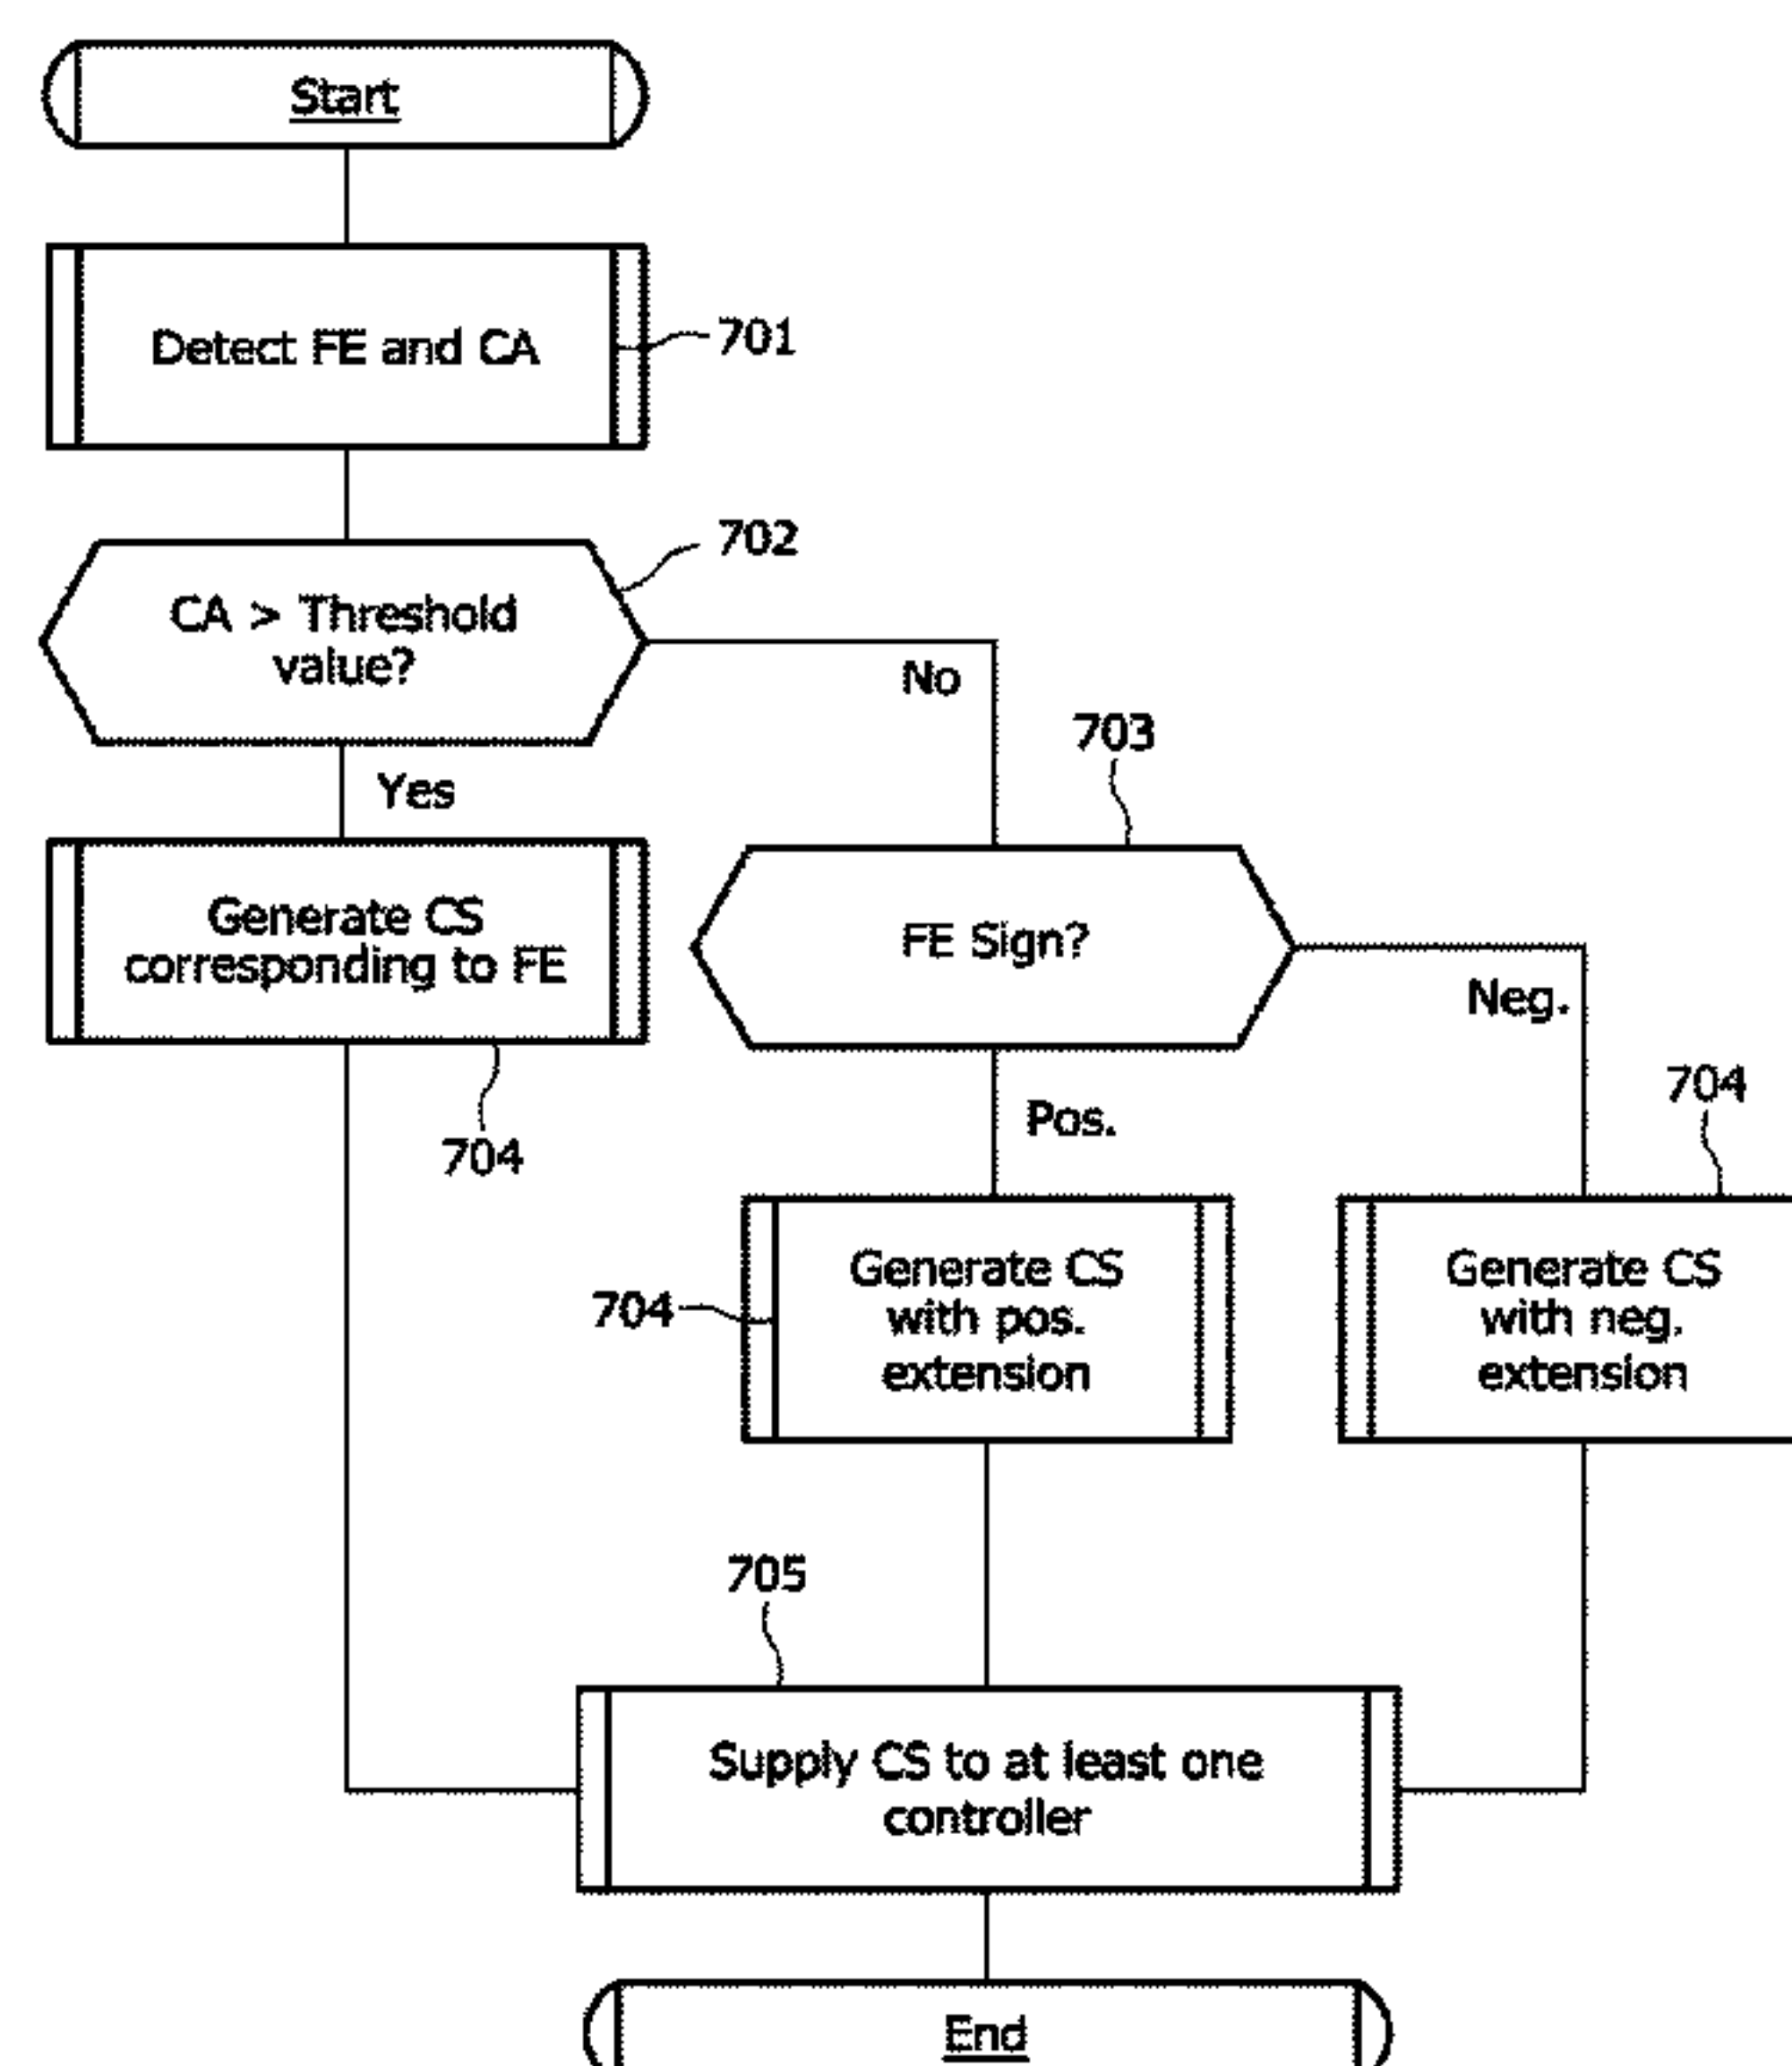 Start
Detect FE and CA
701
702
CA > Threshold
value?
No
Yes
703
Generate CS
corresponding to FE
FE Sign?
Neg.
704
Pos.
704
Generate CS
with pos.
extension
704
Generate CS
with neg.
extension
705
Supply CS to at least one
controller
End